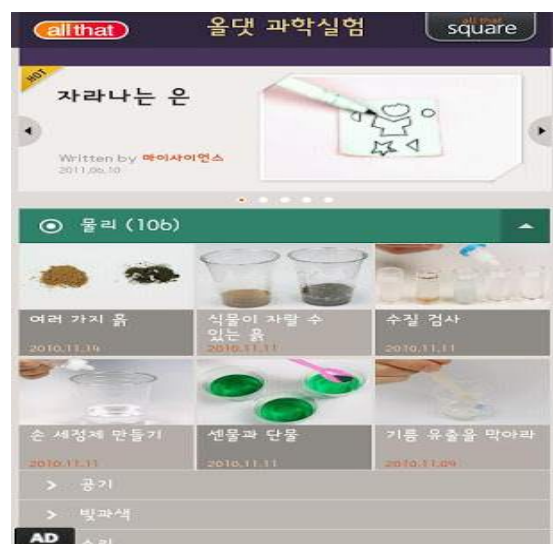 allthat
올댓 과학실험
all that
square
HOT
자라나는 은
Written by 마이사이언스
2011.06.10
물리 (106)
여러 가지 흙
2010.11.14
식물이 자랄 수
있는 흙
2010.11.11
수질 검사
2010.11.11
손 세정제 만들기
2010.11.11
센물과 단물
2010.11.11
기름 유출을 막아라
2010.11.09
> 공기
> 빛과색
AD
소리